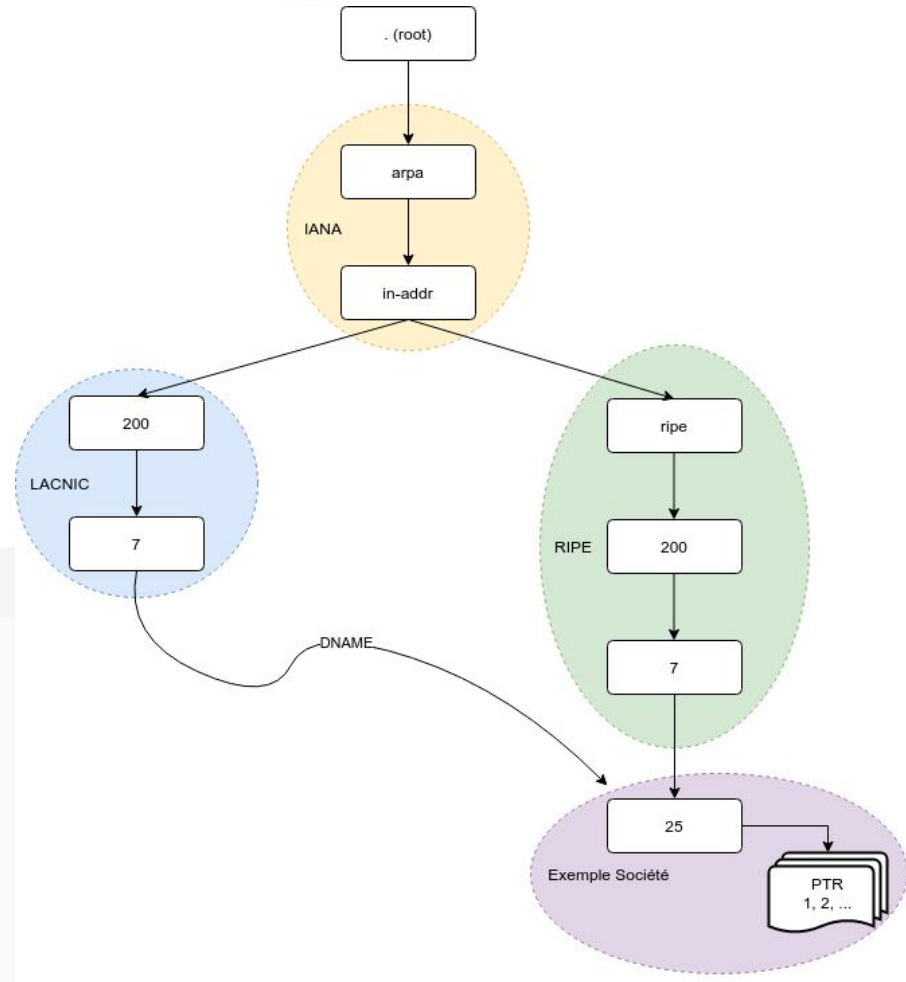 . (root)
arpa
IANA
in-addr
200
LACNIC
7
ripe
RIPE
200
7
DNAME
25
Exemple Société
PTR
1, 2, ...